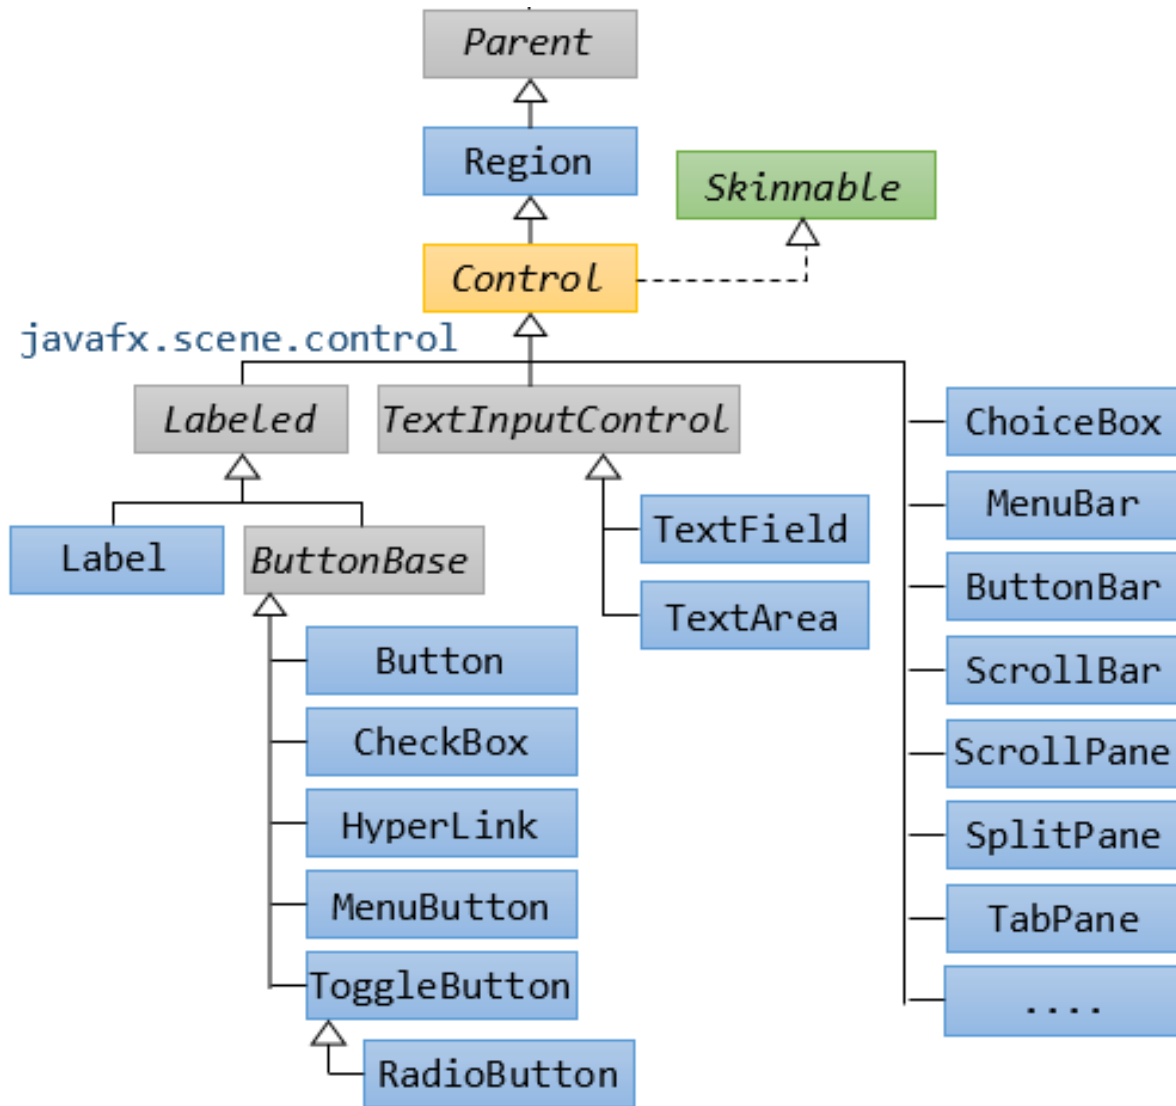 Parent
Region
Skinnable
Control
javafx.scene.control
Labeled
TextInputControl
ChoiceBox
MenuBar
TextField
Label
ButtonBase
ButtonBar
TextArea
Button
ScrollBar
CheckBox
ScrollPane
HyperLink
SplitPane
MenuButton
TabPane
ToggleButton
....
RadioButton